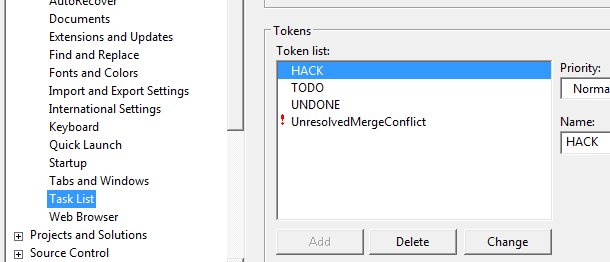 AutoRecover
Documents
Extensions and Updates
Find and Replace
Fonts and Colors
Import and Export Settings
International Settings
Keyboard
Quick Launch
Startup
Tabs and Windows
Task List
Web Browser
Projects and Solutions
Source Control
Tokens
Token list:
HACK
TODO
UNDONE
UnresolvedMergeConflict
Priority:
Norma
Name:
HACK
Add
Delete
Change